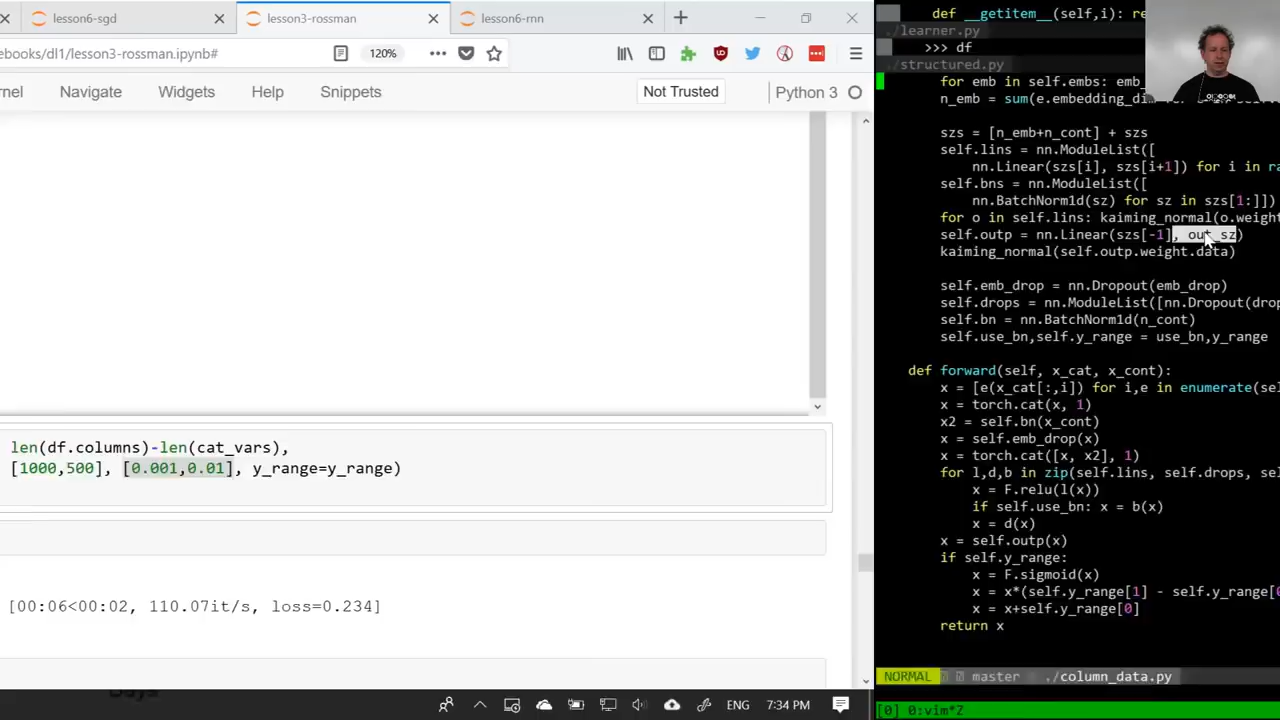 lesson6-sgd
lesson3-rossman
lesson6-rnn
ebooks/dl1/lesson3-rossman.ipynb#
120%
nel Navigate Widgets Help Snippets
Not Trusted
Python 3
len(df.columns)-len(cat_vars),
[1000,500], [0.001,0.01], y_range=y_range)
[00:06<00:02, 110.07it/s, loss=0.234]
ENG 7:34 PM
def __getitem__(self,i): re
./learner.py
>>> df
./structured.py
for emb in self.embs: emb_
n_emb = sum(e.embedding_di
szs = [n_emb+n_cont] + szs
self.lins = nn.ModuleList([
nn.Linear(szs[i], szs[i+1]) for i in ra
self.bns = nn.ModuleList([
nn.BatchNorm1d(sz) for sz in szs[1:]])
for o in self.lins: kaiming_normal(o.weight
self.outp = nn.Linear(szs[-1], out_sz)
kaiming_normal(self.outp.weight.data)
self.emb_drop = nn.Dropout(emb_drop)
self.drops = nn.ModuleList([nn.Dropout(drop
self.bn = nn.BatchNorm1d(n_cont)
self.use_bn,self.y_range = use_bn,y_range
def forward(self, x_cat, x_cont):
x = [e(x_cat[:,i]) for i,e in enumerate(sel
x = torch.cat(x, 1)
x2 = self.bn(x_cont)
x = self.emb_drop(x)
x = torch.cat([x, x2], 1)
for l,d,b in zip(self.lins, self.drops, sel
x = F.relu(l(x))
if self.use_bn: x = b(x)
x = d(x)
x = self.outp(x)
if self.y_range:
x = F.sigmoid(x)
x = x*(self.y_range[1] - self.y_range[0
x = x+self.y_range[0]
return x
NORMAL master ./column_data.py
[0] 0:vim*Z